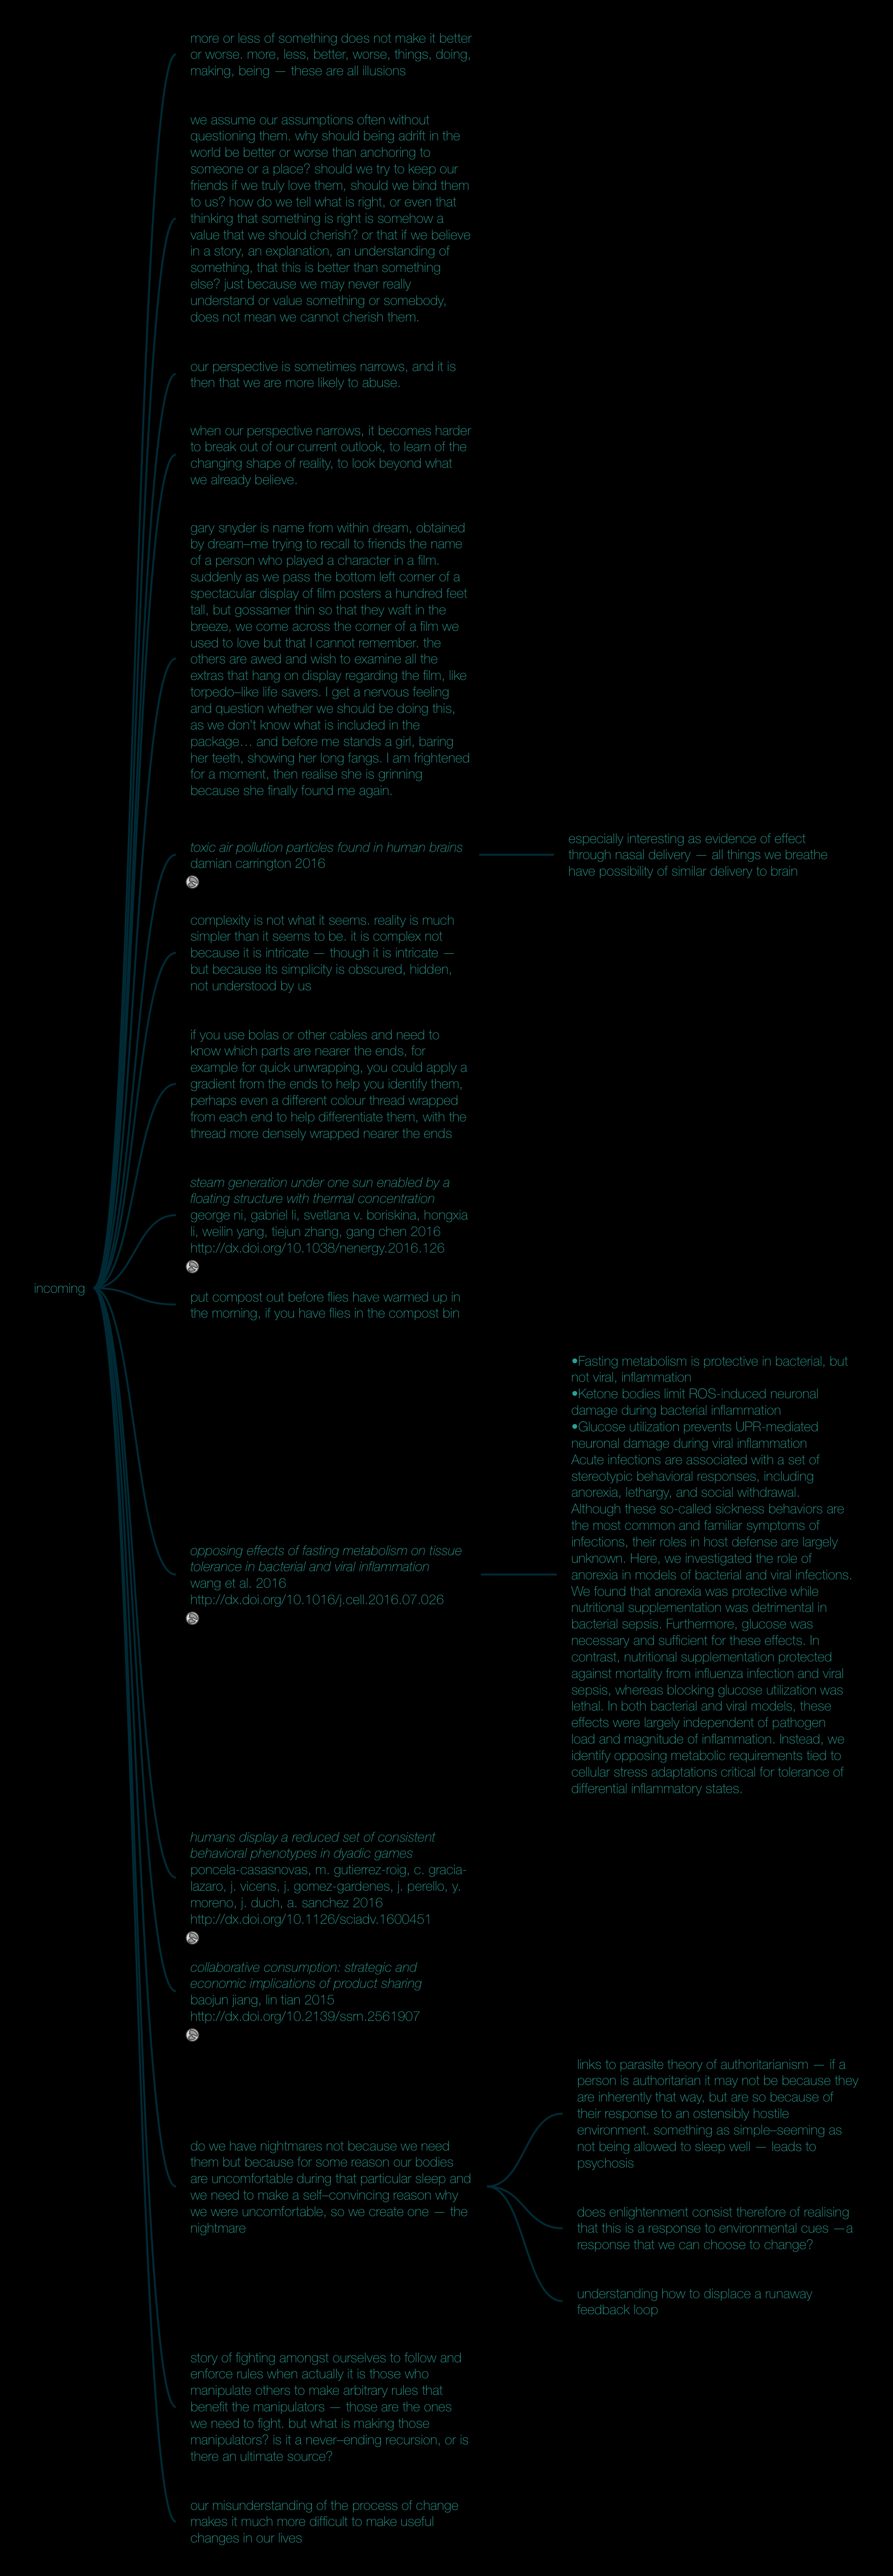 more or less of something does not make it better
or worse. more, less, better, worse, things, doing,
making, being — these are all illusions
we assume our assumptions often without
questioning them. why should being adrift in the
world be better or worse than anchoring to
someone or a place? should we try to keep our
friends if we truly love them, should we bind them
to us? how do we tell what is right, or even that
thinking that something is right is somehow a
value that we should cherish? or that if we believe
in a story, an explanation, an understanding of
something, that this is better than something
else? just because we may never really
understand or value something or somebody,
does not mean we cannot cherish them.
our perspective is sometimes narrows, and it is
then that we are more likely to abuse.
when our perspective narrows, it becomes harder
to break out of our current outlook, to learn of the
changing shape of reality, to look beyond what
we already believe.
gary snyder is name from within dream, obtained
by dream–me trying to recall to friends the name
of a person who played a character in a film.
suddenly as we pass the bottom left corner of a
spectacular display of film posters a hundred feet
tall, but gossamer thin so that they waft in the
breeze, we come across the corner of a film we
used to love but that I cannot remember. the
others are awed and wish to examine all the
extras that hang on display regarding the film, like
torpedo–like life savers. I get a nervous feeling
and question whether we should be doing this,
as we don't know what is included in the
package… and before me stands a girl, baring
her teeth, showing her long fangs. I am frightened
for a moment, then realise she is grinning
because she finally found me again.
toxic air pollution particles found in human brains
damian carrington 2016
especially interesting as evidence of effect
through nasal delivery — all things we breathe
have possibility of similar delivery to brain
complexity is not what it seems. reality is much
simpler than it seems to be. it is complex not
because it is intricate — though it is intricate —
but because its simplicity is obscured, hidden,
not understood by us
if you use bolas or other cables and need to
know which parts are nearer the ends, for
example for quick unwrapping, you could apply a
gradient from the ends to help you identify them,
perhaps even a different colour thread wrapped
from each end to help differentiate them, with the
thread more densely wrapped nearer the ends
steam generation under one sun enabled by a
floating structure with thermal concentration
george ni, gabriel li, svetlana v. boriskina, hongxia
li, weilin yang, tiejun zhang, gang chen 2016
http://dx.doi.org/10.1038/nenergy.2016.126
incoming
put compost out before flies have warmed up in
the morning, if you have flies in the compost bin
opposing effects of fasting metabolism on tissue
tolerance in bacterial and viral inflammation
wang et al. 2016
http://dx.doi.org/10.1016/j.cell.2016.07.026
•Fasting metabolism is protective in bacterial, but
not viral, inflammation
•Ketone bodies limit ROS-induced neuronal
damage during bacterial inflammation
•Glucose utilization prevents UPR-mediated
neuronal damage during viral inflammation
Acute infections are associated with a set of
stereotypic behavioral responses, including
anorexia, lethargy, and social withdrawal.
Although these so-called sickness behaviors are
the most common and familiar symptoms of
infections, their roles in host defense are largely
unknown. Here, we investigated the role of
anorexia in models of bacterial and viral infections.
We found that anorexia was protective while
nutritional supplementation was detrimental in
bacterial sepsis. Furthermore, glucose was
necessary and sufficient for these effects. In
contrast, nutritional supplementation protected
against mortality from influenza infection and viral
sepsis, whereas blocking glucose utilization was
lethal. In both bacterial and viral models, these
effects were largely independent of pathogen
load and magnitude of inflammation. Instead, we
identify opposing metabolic requirements tied to
cellular stress adaptations critical for tolerance of
differential inflammatory states.
humans display a reduced set of consistent
behavioral phenotypes in dyadic games
poncela-casasnovas, m. gutierrez-roig, c. gracia-
lazaro, j. vicens, j. gomez-gardenes, j. perello, y.
moreno, j. duch, a. sanchez 2016
http://dx.doi.org/10.1126/sciadv.1600451
collaborative consumption: strategic and
economic implications of product sharing
baojun jiang, lin tian 2015
http://dx.doi.org/10.2139/ssrn.2561907
do we have nightmares not because we need
them but because for some reason our bodies
are uncomfortable during that particular sleep and
we need to make a self–convincing reason why
we were uncomfortable, so we create one — the
nightmare
links to parasite theory of authoritarianism — if a
person is authoritarian it may not be because they
are inherently that way, but are so because of
their response to an ostensibly hostile
environment. something as simple–seeming as
not being allowed to sleep well — leads to
psychosis
does enlightenment consist therefore of realising
that this is a response to environmental cues —a
response that we can choose to change?
understanding how to displace a runaway
feedback loop
story of fighting amongst ourselves to follow and
enforce rules when actually it is those who
manipulate others to make arbitrary rules that
benefit the manipulators — those are the ones
we need to fight. but what is making those
manipulators? is it a never–ending recursion, or is
there an ultimate source?
our misunderstanding of the process of change
makes it much more difficult to make useful
changes in our lives